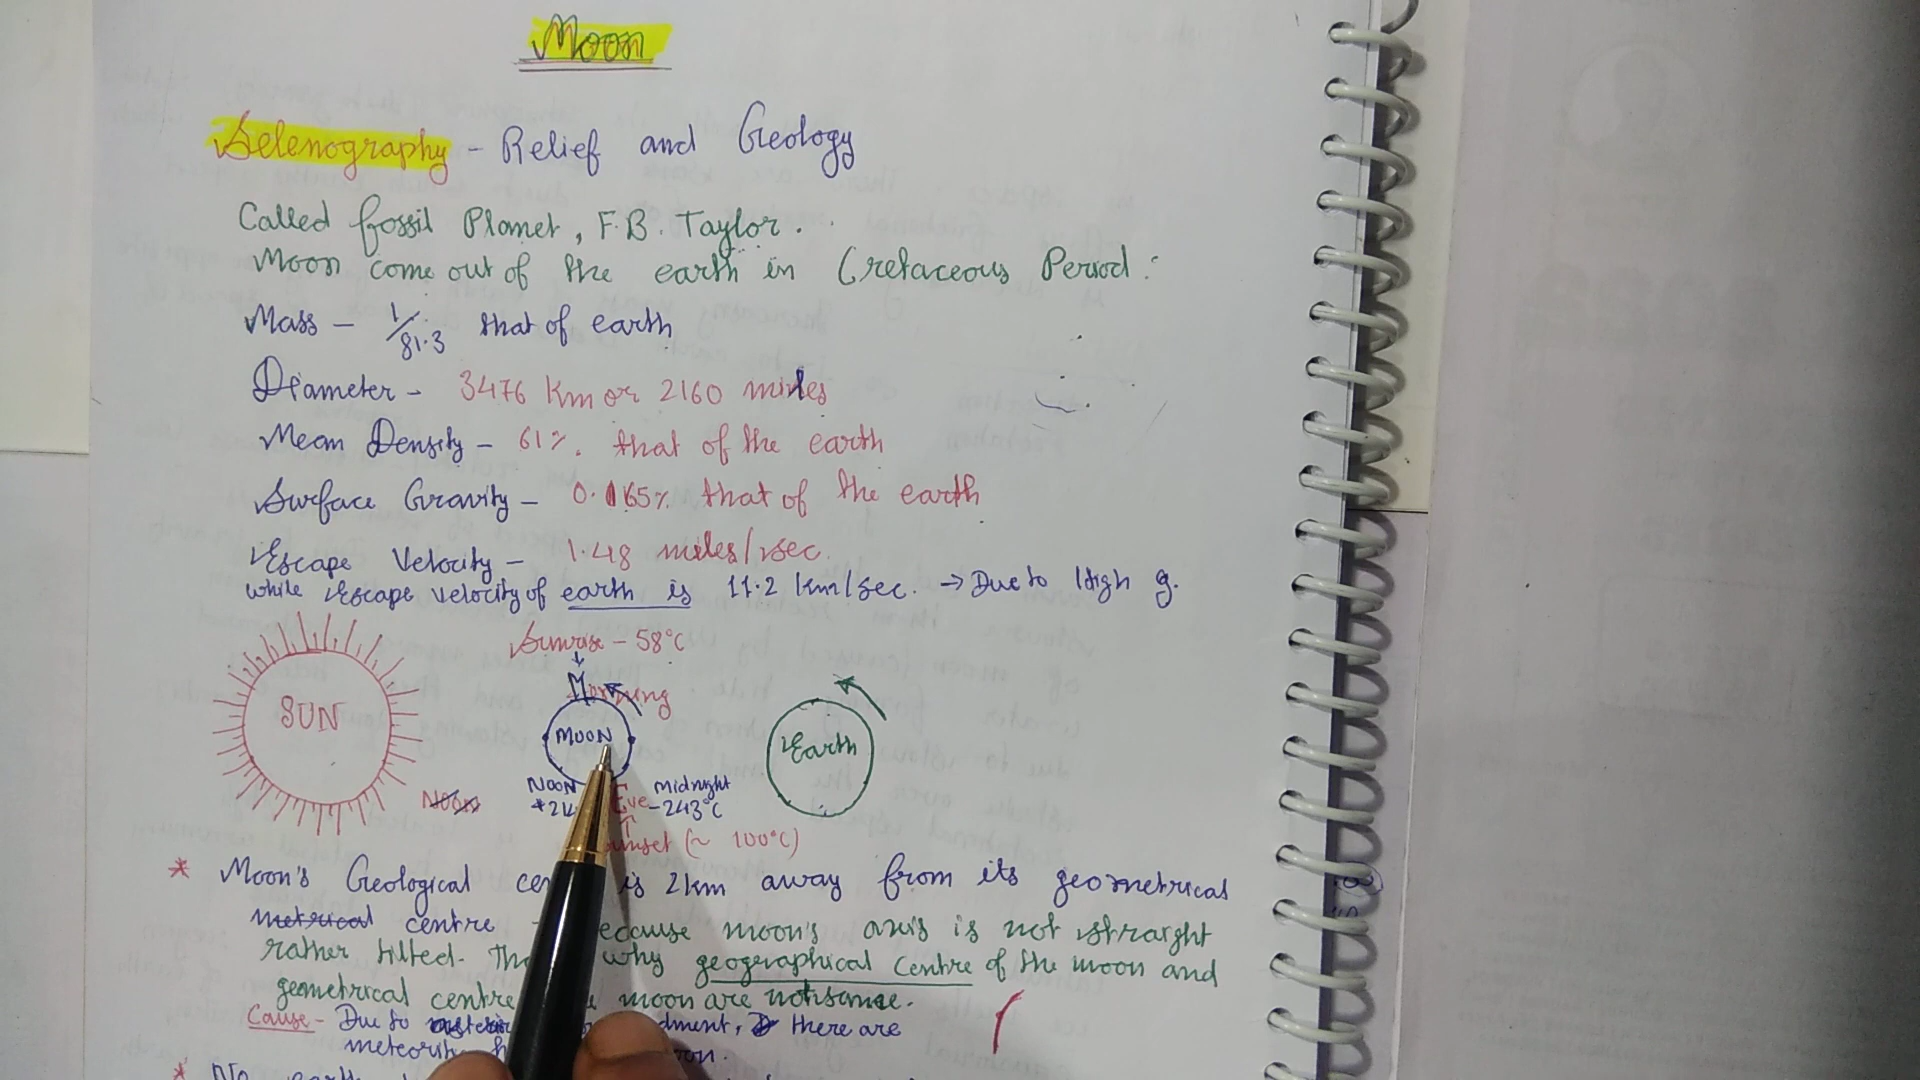 Moon
Selenography - Relief and Geology
Called fossil Planet, F.B. Taylor.
Moon come out of the earth in Cretaceous Period.
Mass - 1/81.3 that of earth
Diameter - 3476 Km or 2160 miles
Mean Density - 61%. that of the earth
Surface Gravity - 0.165% that of the earth
Escape Velocity - 1.48 miles/sec.
while Escape velocity of earth is 11.2 km/sec. → Due to High g.
Sunrise - 58°C
Morning
SUN
MOON
Earth
Noon
NOON
Eve
midnight
-243°C
(~ 100°C)
* Moon's Geological is 2km away from its geometrical
metrical centre moon's axis is not straight
rather tilted. why geographical centre of the moon and
geometrical centre moon are not same.
Cause - Due to there are